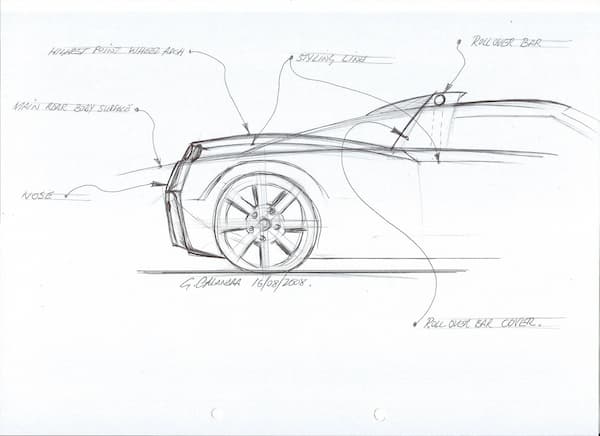 ROLL OVER BAR
HIGHEST POINT WHEEL ARCH
STYLING LINE
MAIN REAR BODY SURFACE
NOSE
G. CALANDRA 16/08/2008.
ROLL OVER BAR COVER.